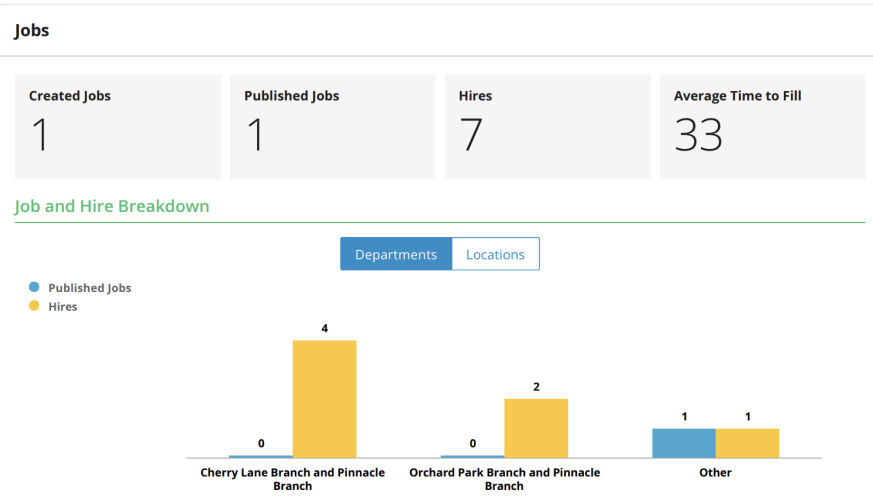 Jobs
Created Jobs
1
Published Jobs
1
Hires
7
Average Time to Fill
33
Job and Hire Breakdown
Departments
Locations
Published Jobs
Hires
4
2
1
1
0
0
Cherry Lane Branch and Pinnacle
Branch
Orchard Park Branch and Pinnacle
Branch
Other